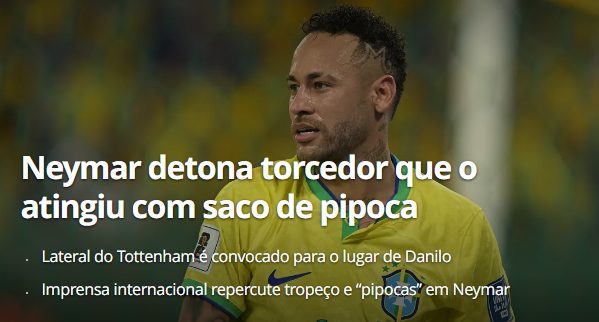 Neymar detona torcedor que o
atingiu com saco de pipoca
Lateral do Tottenham é convocado para o lugar de Danilo
Imprensa internacional repercute tropeço e “pipocas” em Neymar